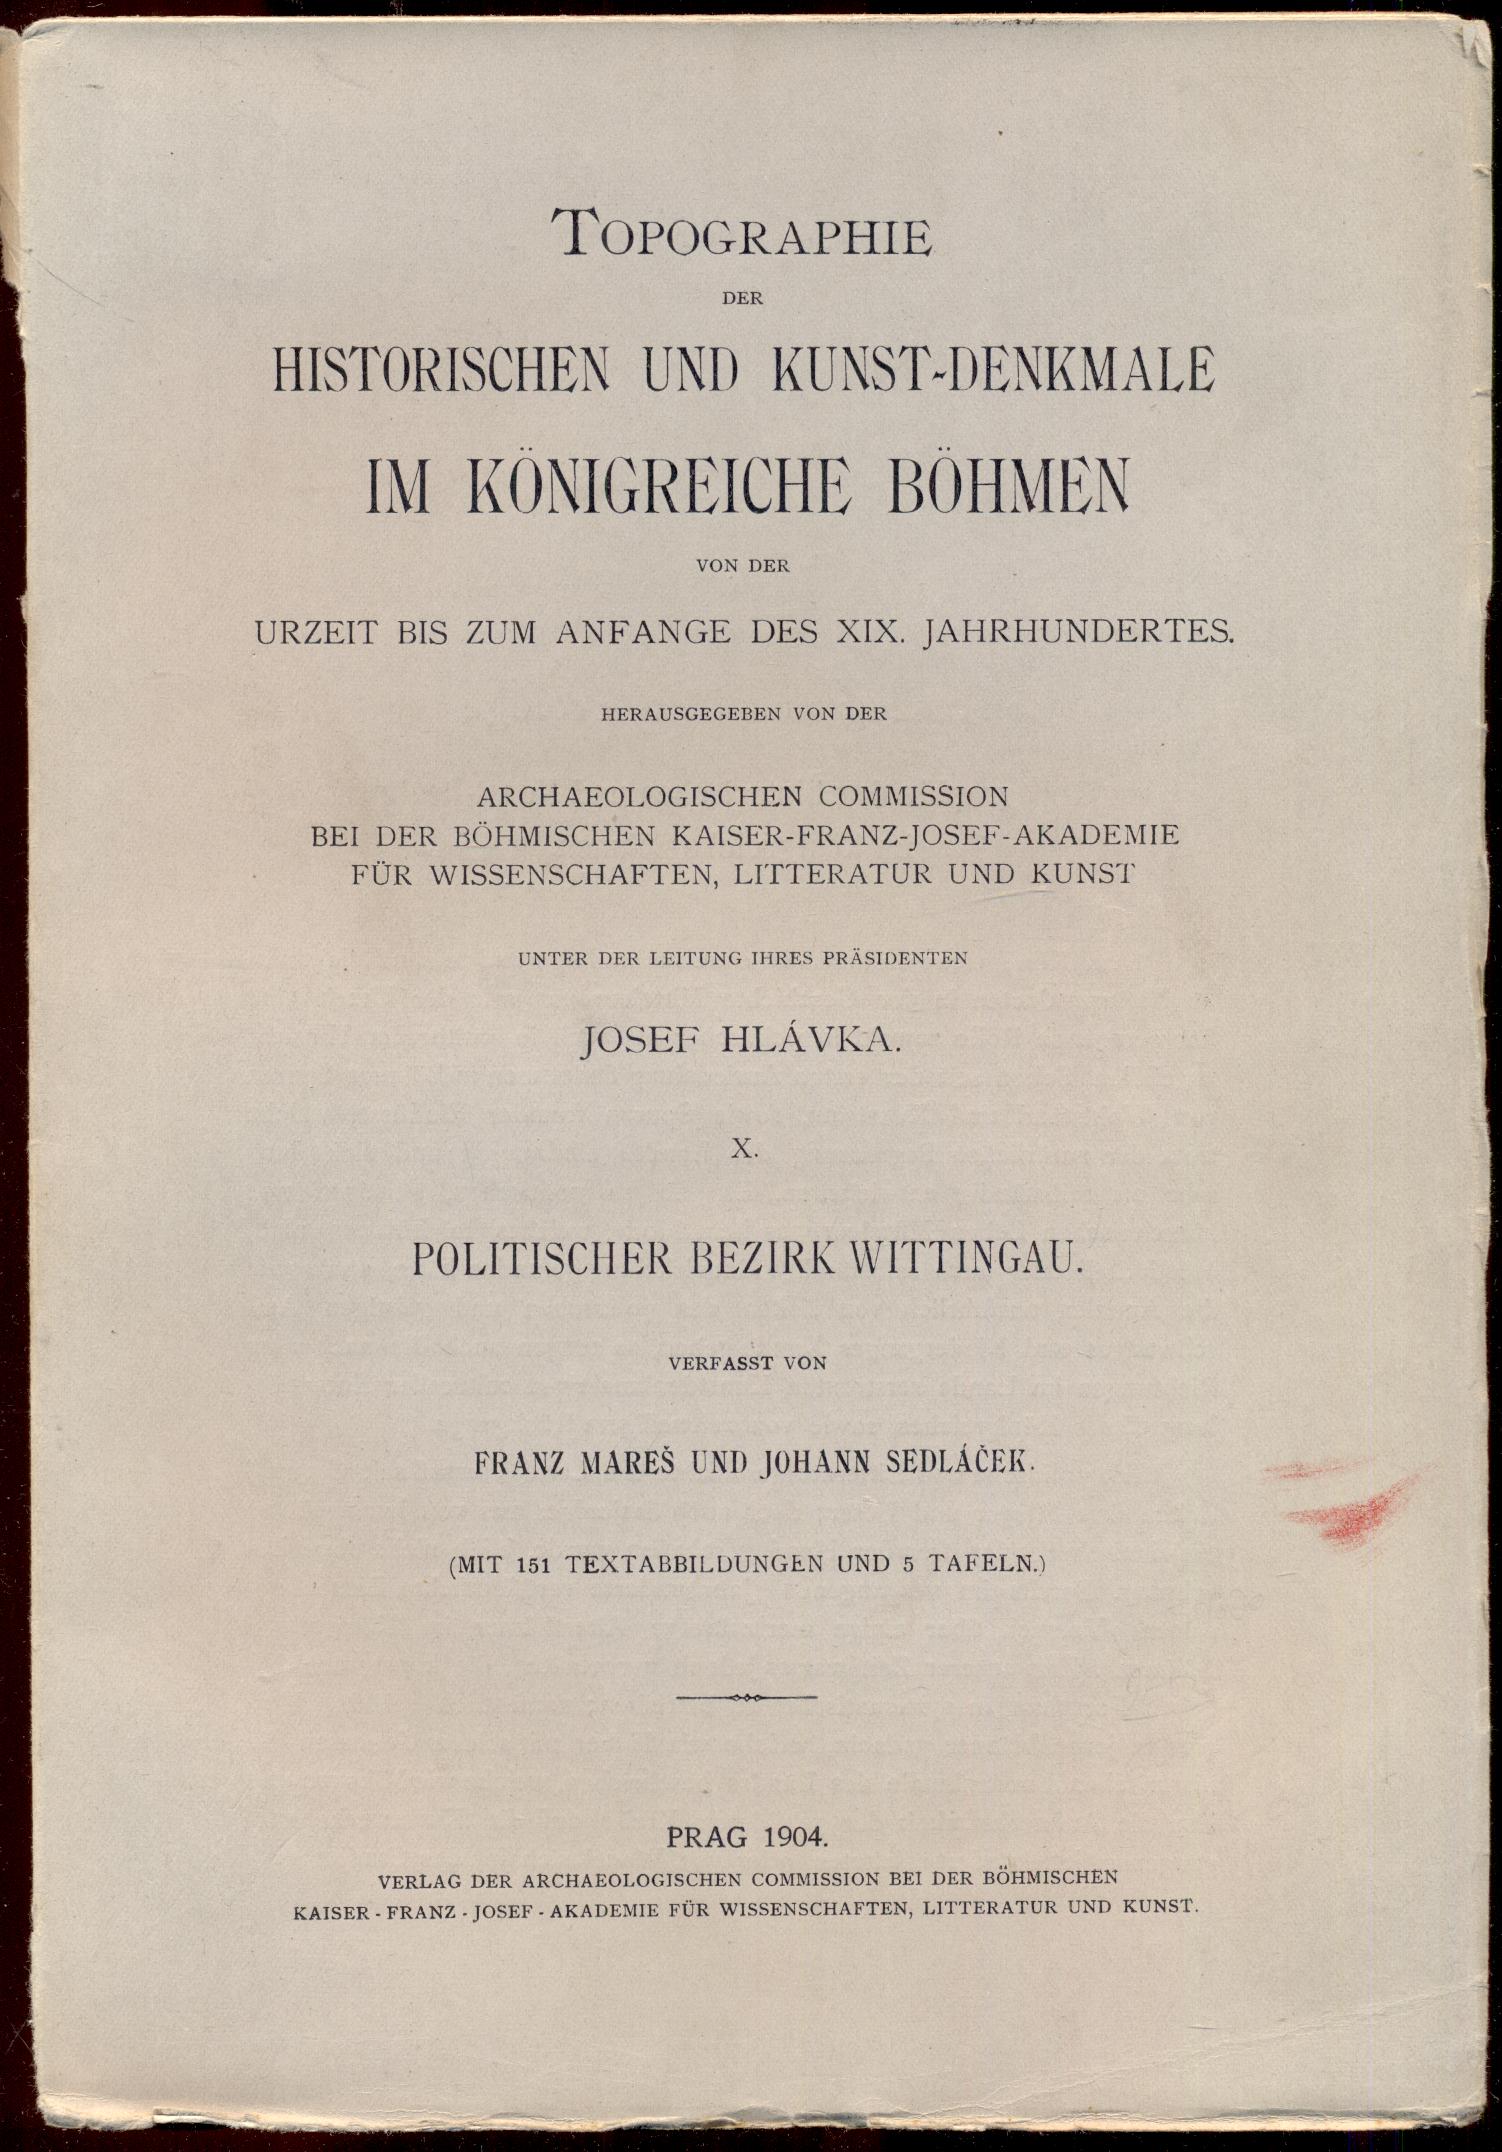 TOPOGRAPHIE
DER
HISTORISCHEN UND KUNST-DENKMALE
IM KÖNIGREICHE BÖHMEN
VON DER
URZEIT BIS ZUM ANFANGE DES XIX. JAHRHUNDERTES.
HERAUSGEGEBEN VON DER
ARCHAEOLOGISCHEN COMMISSION
BEI DER BÖHMISCHEN KAISER-FRANZ-JOSEF-AKADEMIE
FÜR WISSENSCHAFTEN, LITTERATUR UND KUNST
UNTER DER LEITUNG IHRES PRÄSIDENTEN
JOSEF HLÁVKA.
X.
POLITISCHER BEZIRK WITTINGAU.
VERFASST VON
FRANZ MAREŠ UND JOHANN SEDLÁČEK.
(MIT 151 TEXTABBILDUNGEN UND 5 TAFELN.)
PRAG 1904.
VERLAG DER ARCHAEOLOGISCHEN COMMISSION BEI DER BÖHMISCHEN
KAISER - FRANZ - JOSEF - AKADEMIE FÜR WISSENSCHAFTEN, LITTERATUR UND KUNST.